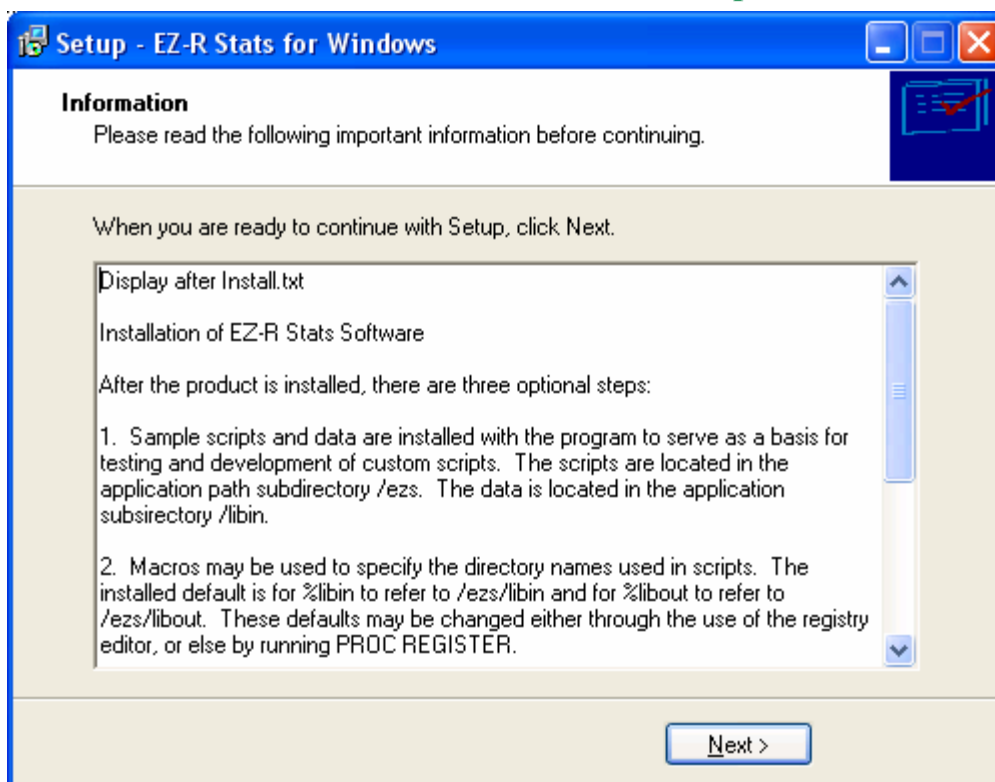 Setup - EZ-R Stats for Windows
Information
Please read the following important information before continuing.
When you are ready to continue with Setup, click Next.
Display after Install.txt
Installation of EZ-R Stats Software
After the product is installed, there are three optional steps:
1. Sample scripts and data are installed with the program to serve as a basis for
testing and development of custom scripts. The scripts are located in the
application path subdirectory /ezs. The data is located in the application
subsirectory /libin.
2. Macros may be used to specify the directory names used in scripts. The
installed default is for %libin to refer to /ezs/libin and for %libout to refer to
/ezs/libout. These defaults may be changed either through the use of the registry
editor, or else by running PROC REGISTER.
Next >